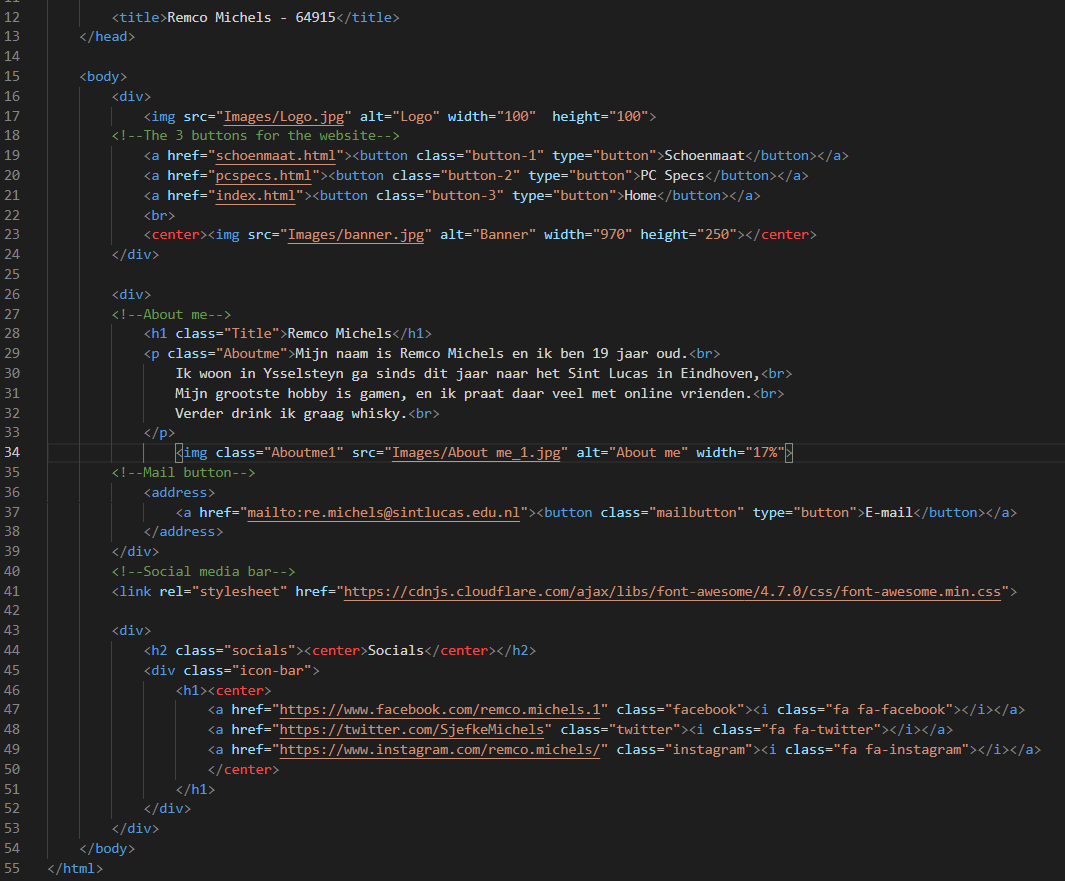 12 <title>Remco Michels - 64915</title>
13 </head>
14
15 <body>
16 <div>
17 <img src="Images/Logo.jpg" alt="Logo" width="100"  height="100">
18 <!--The 3 buttons for the website-->
19 <a href="schoenmaat.html"><button class="button-1" type="button">Schoenmaat</button></a>
20 <a href="pcspecs.html"><button class="button-2" type="button">PC Specs</button></a>
21 <a href="index.html"><button class="button-3" type="button">Home</button></a>
22 <br>
23 <center><img src="Images/banner.jpg" alt="Banner" width="970" height="250"></center>
24 </div>
25
26 <div>
27 <!--About me-->
28 <h1 class="Title">Remco Michels</h1>
29 <p class="Aboutme">Mijn naam is Remco Michels en ik ben 19 jaar oud.<br>
30 Ik woon in Ysselsteyn ga sinds dit jaar naar het Sint Lucas in Eindhoven,<br>
31 Mijn grootste hobby is gamen, en ik praat daar veel met online vrienden.<br>
32 Verder drink ik graag whisky.<br>
33 </p>
34 <img class="Aboutme1" src="Images/About me_1.jpg" alt="About me" width="17%">
35 <!--Mail button-->
36 <address>
37 <a href="mailto:re.michels@sintlucas.edu.nl"><button class="mailbutton" type="button">E-mail</button></a>
38 </address>
39 </div>
40 <!--Social media bar-->
41 <link rel="stylesheet" href="https://cdnjs.cloudflare.com/ajax/libs/font-awesome/4.7.0/css/font-awesome.min.css">
42
43 <div>
44 <h2 class="socials"><center>Socials</center></h2>
45 <div class="icon-bar">
46 <h1><center>
47 <a href="https://www.facebook.com/remco.michels.1" class="facebook"><i class="fa fa-facebook"></i></a>
48 <a href="https://twitter.com/SjefkeMichels" class="twitter"><i class="fa fa-twitter"></i></a>
49 <a href="https://www.instagram.com/remco.michels/" class="instagram"><i class="fa fa-instagram"></i></a>
50 </center>
51 </h1>
52 </div>
53 </div>
54 </body>
55 </html>